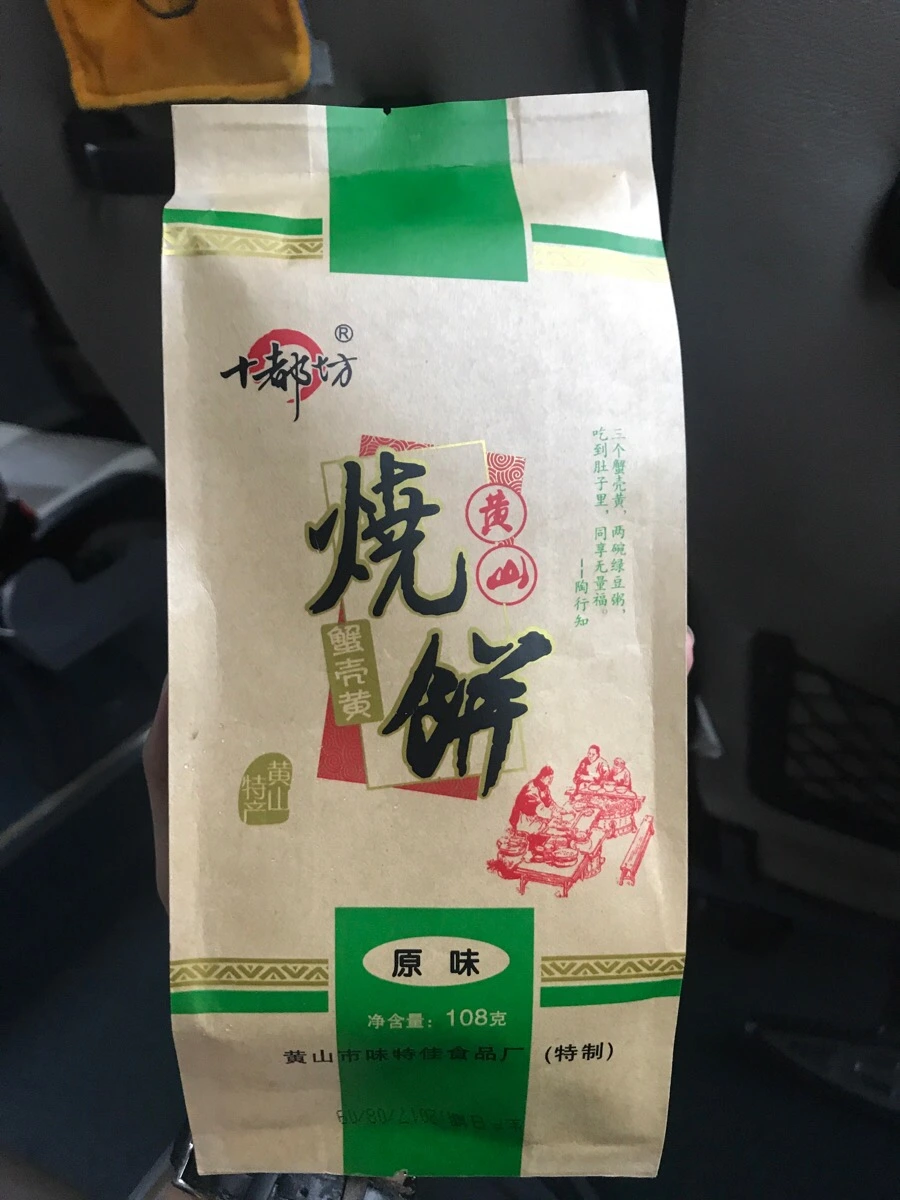 十都坊®
燒餅
黄山
蟹壳黄
三个蟹壳黄，两碗绿豆粥，
吃到肚子里，同享无量福。
--陶行知
黄山
特产
原味
净含量：108克
黄山市味特佳食品厂（特制）